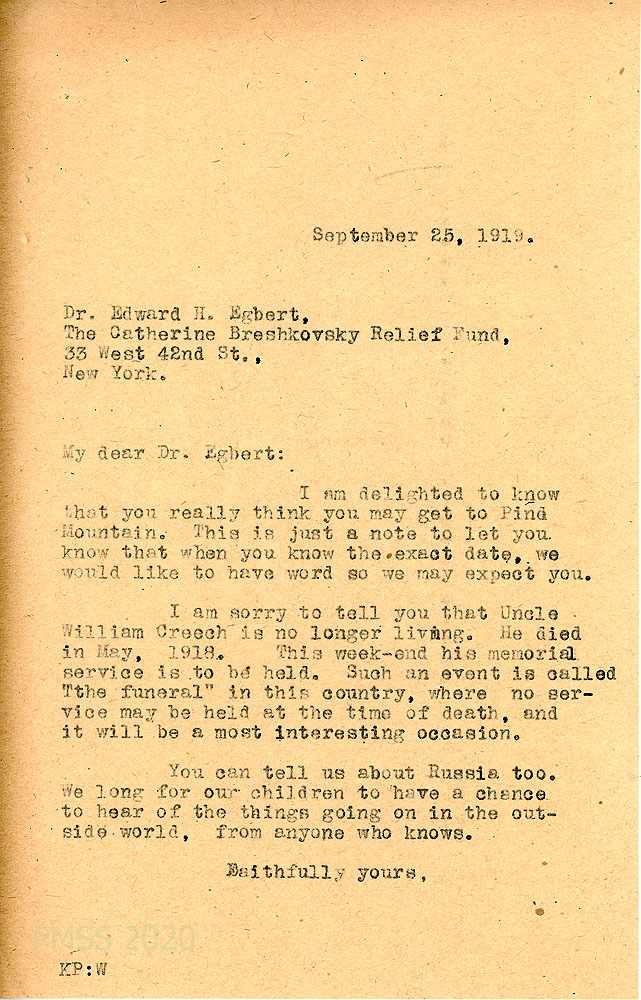 September 25, 1919.
Dr. Edward H. Egbert,
The Catherine Breshkovsky Relief Fund,
33 West 42nd St.,
New York.
My dear Dr. Egbert:
I am delighted to know
that you really think you may get to Pind
Mountain. This is just a note to let you
know that when you know the exact date, we
would like to have word so we may expect you.
I am sorry to tell you that Uncle
William Creech is no longer living. He died
in May, 1918. This week-end his memorial
service is to be held. Such an event is called
Tthe funeral" in this country, where no ser-
vice may be held at the time of death, and
it will be a most interesting occasion.
You can tell us about Russia too.
We long for our children to have a chance
to hear of the things going on in the out-
side world, from anyone who knows.
Faithfully yours,
PMSS 2020
KP:W